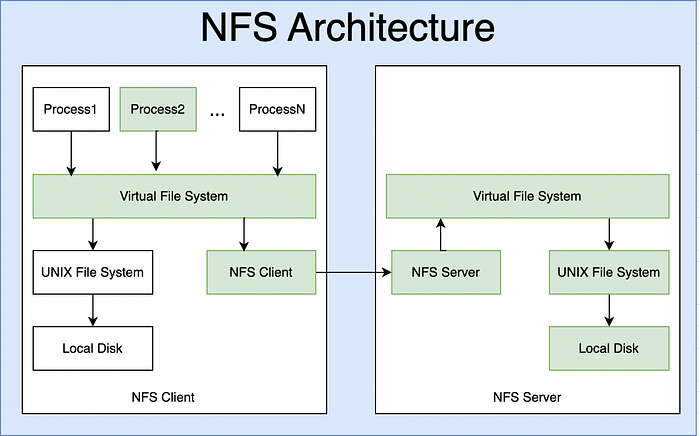 NFS Architecture
Process1
Process2
...
ProcessN
Virtual File System
UNIX File System
NFS Client
Local Disk
NFS Client
Virtual File System
NFS Server
UNIX File System
Local Disk
NFS Server